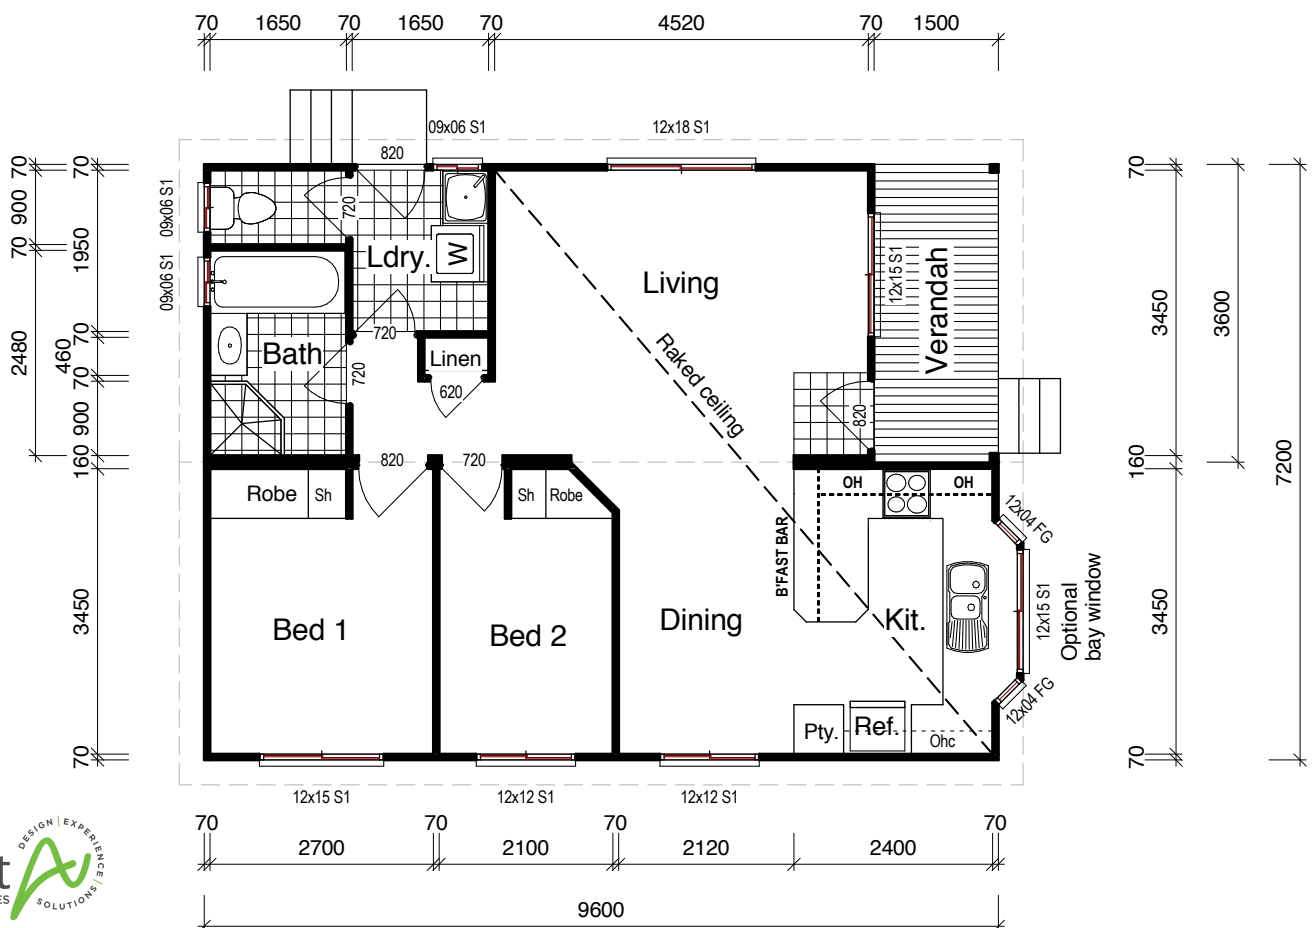 70 1650 70 1650 70 4520 70 1500
09x06 S1
12x18 S1
820
70
900
70
2480
70
1950
460
70
70
900
160
3450
70
09x06 S1
09x06 S1
720
Ldry.
W
Living
12x15 S1
Verandah
70
3450
3600
160
7200
3450
70
Bath
720
720
Linen
620
Raked ceiling
820
820
720
Robe
Sh
Sh
Robe
OH
OH
B'FAST BAR
12x04 FG
12x15 S1
Optional
bay window
12x04 FG
Bed 1
Bed 2
Dining
Kit.
Pty.
Ref.
Ohc
12x15 S1
12x12 S1
12x12 S1
70 70 70 70
2700 2100 2120 2400
9600
DESIGN | EXPERIENCE | SOLUTIONS